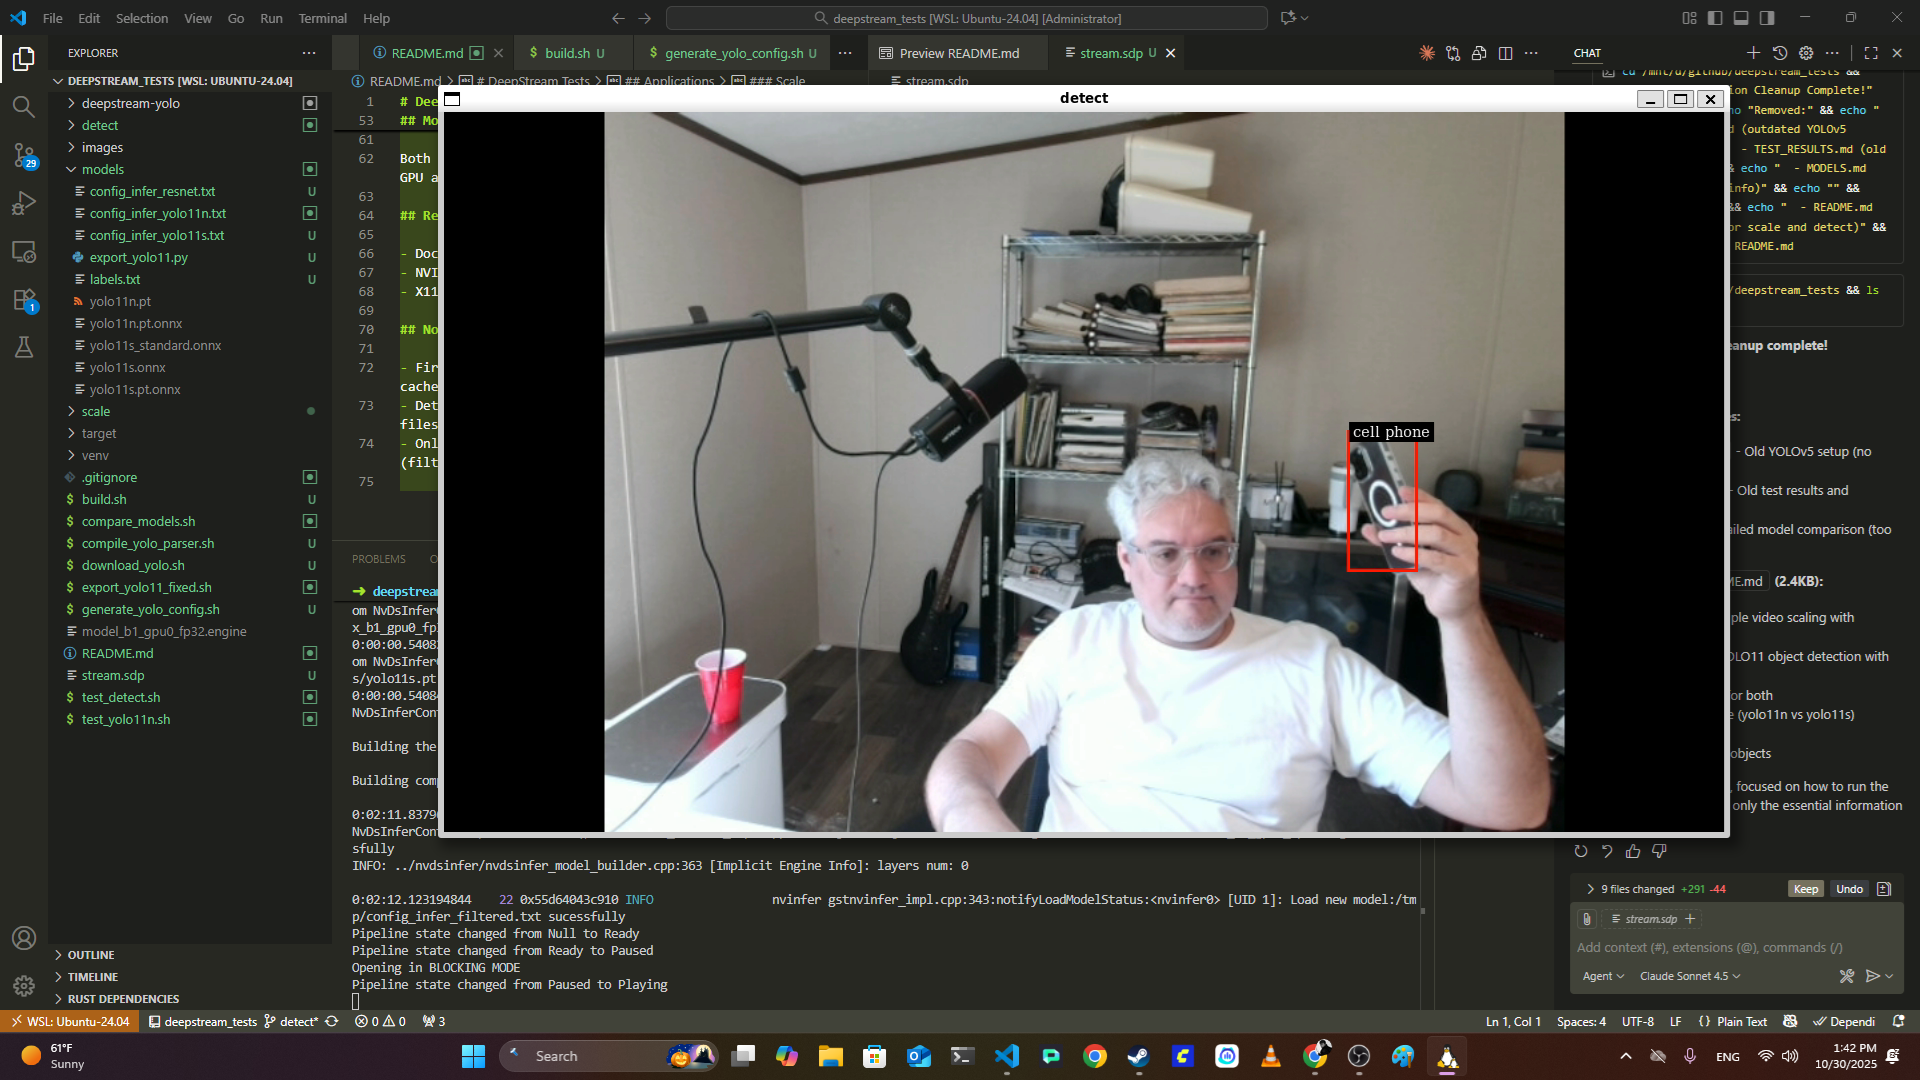 File Edit Selection View Go Run Terminal Help
deepstream_tests [WSL: Ubuntu-24.04] [Administrator]
EXPLORER
DEEPSTREAM_TESTS [WSL: UBUNTU-24.04]
deepstream-yolo
detect
images
models
config_infer_resnet.txt U
config_infer_yolo11n.txt
config_infer_yolo11s.txt U
export_yolo11.py U
labels.txt U
yolo11n.pt
yolo11n.pt.onnx
yolo11s_standard.onnx
yolo11s.onnx
yolo11s.pt.onnx
scale
target
venv
.gitignore
build.sh U
compare_models.sh
compile_yolo_parser.sh U
download_yolo.sh U
export_yolo11_fixed.sh
generate_yolo_config.sh U
model_b1_gpu0_fp32.engine
README.md
stream.sdp U
test_detect.sh
test_yolo11n.sh
OUTLINE
TIMELINE
RUST DEPENDENCIES
README.md
build.sh U
generate_yolo_config.sh U
Preview README.md
stream.sdp U
README.md > # DeepStream Tests > ## Applications > ### Scale
stream.sdp
1 # Dee
53 ## Mo
61
62 Both
GPU a
63
64 ## Re
65
66 - Doc
67 - NVI
68 - X11
69
70 ## No
71
72 - Fir
cache
73 - Det
files
74 - Onl
(filt
75
detect
cell phone
PROBLEMS
deepstrea
om NvDsInfer
x_b1_gpu0_fp
0:00:00.5408
om NvDsInfer
s/yolo11s.pt
0:00:00.5408
NvDsInferCon
Building the
Building com
0:02:11.8379
NvDsInferCon
sfully
INFO: ../nvdsinfer/nvdsinfer_model_builder.cpp:363 [Implicit Engine Info]: layers num: 0
0:02:12.123194844 22 0x55d64043c910 INFO nvinfer gstnvinfer_impl.cpp:343:notifyLoadModelStatus:<nvinfer0> [UID 1]: Load new model:/tm
p/config_infer_filtered.txt sucessfully
Pipeline state changed from Null to Ready
Pipeline state changed from Ready to Paused
Opening in BLOCKING MODE
Pipeline state changed from Paused to Playing
CHAT
cd /mnt/d/github/deepstream_tests &&
ion Cleanup Complete!"
ho "Removed:" && echo "
d (outdated YOLOv5
- TEST_RESULTS.md (old
echo " - MODELS.md
info)" && echo "" &&
&& echo " - README.md
or scale and detect)" &&
README.md
/deepstream_tests && ls
eanup complete!
s:
- Old YOLOv5 setup (no
- Old test results and
ailed model comparison (too
ME.md (2.4KB):
ple video scaling with
OLO11 object detection with
or both
e (yolo11n vs yolo11s)
objects
, focused on how to run the
only the essential information
9 files changed +291 -44 Keep Undo
stream.sdp +
Add context (#), extensions (@), commands (/)
Agent Claude Sonnet 4.5
WSL: Ubuntu-24.04 deepstream_tests detect* 0 0 3
Ln 1, Col 1 Spaces: 4 UTF-8 LF {} Plain Text Dependi
61°F
Sunny
Search
ENG
1:42 PM
10/30/2025